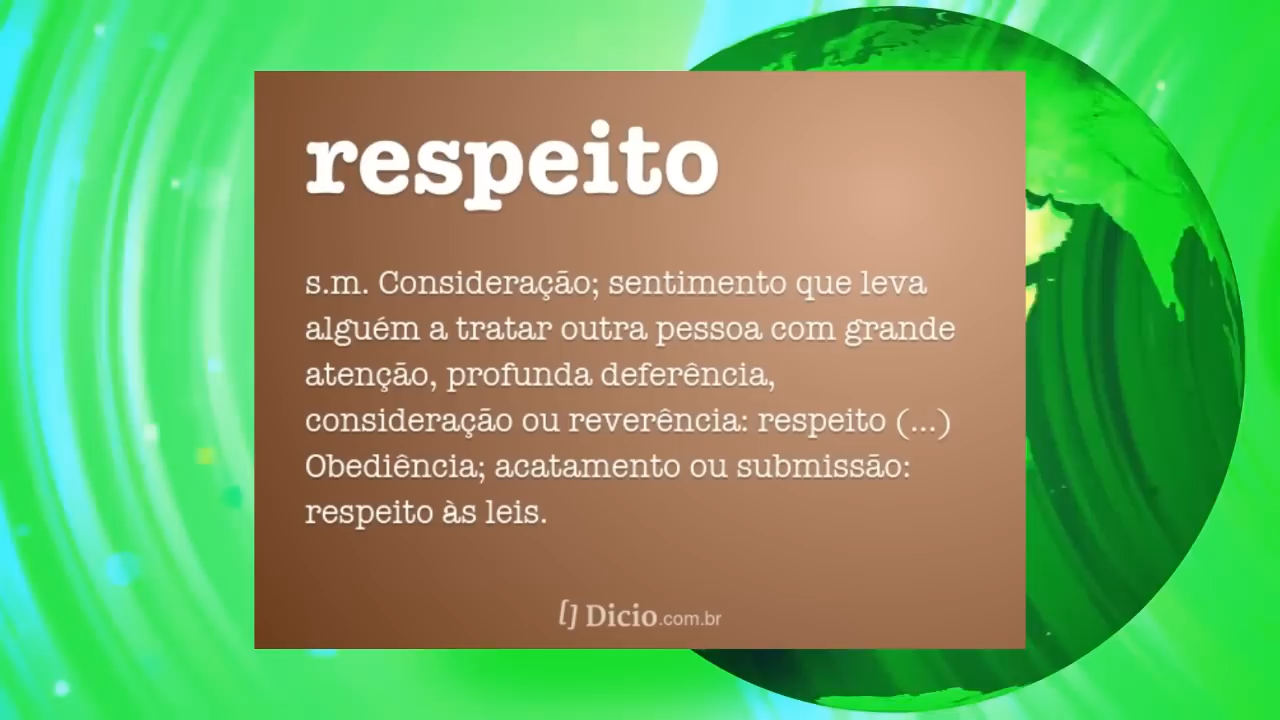 respeito
s.m. Consideração; sentimento que leva
alguém a tratar outra pessoa com grande
atenção, profunda deferência,
consideração ou reverência: respeito (...)
Obediência; acatamento ou submissão:
respeito às leis.
[] Dicio.com.br